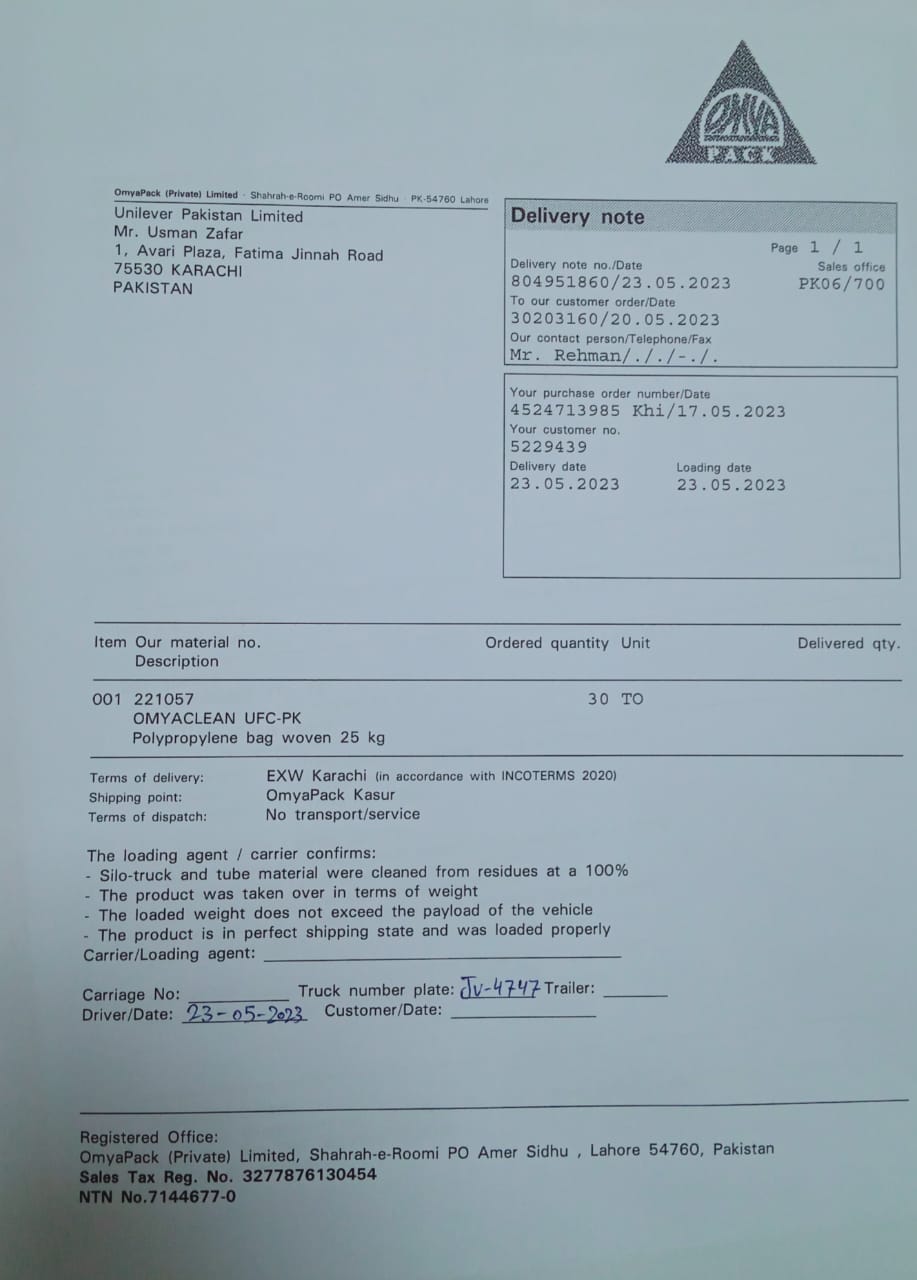 OMYA
PACK
OmyaPack (Private) Limited · Shahrah-e-Roomi PO Amer Sidhu · PK-54760 Lahore
Unilever Pakistan Limited
Mr. Usman Zafar
1, Avari Plaza, Fatima Jinnah Road
75530 KARACHI
PAKISTAN
Delivery note
Page 1 / 1
Delivery note no./Date Sales office
804951860/23.05.2023 PK06/700
To our customer order/Date
30203160/20.05.2023
Our contact person/Telephone/Fax
Mr. Rehman/././-./.
Your purchase order number/Date
4524713985 Khi/17.05.2023
Your customer no.
5229439
Delivery date Loading date
23.05.2023 23.05.2023
Item Our material no. Ordered quantity Unit Delivered qty.
Description
001 221057 30 TO
OMYACLEAN UFC-PK
Polypropylene bag woven 25 kg
Terms of delivery: EXW Karachi (in accordance with INCOTERMS 2020)
Shipping point: OmyaPack Kasur
Terms of dispatch: No transport/service
The loading agent / carrier confirms:
- Silo-truck and tube material were cleaned from residues at a 100%
- The product was taken over in terms of weight
- The loaded weight does not exceed the payload of the vehicle
- The product is in perfect shipping state and was loaded properly
Carrier/Loading agent:
Carriage No: Truck number plate: Jv-4747 Trailer:
Driver/Date: 23-05-2023 Customer/Date:
Registered Office:
OmyaPack (Private) Limited, Shahrah-e-Roomi PO Amer Sidhu , Lahore 54760, Pakistan
Sales Tax Reg. No. 3277876130454
NTN No.7144677-0